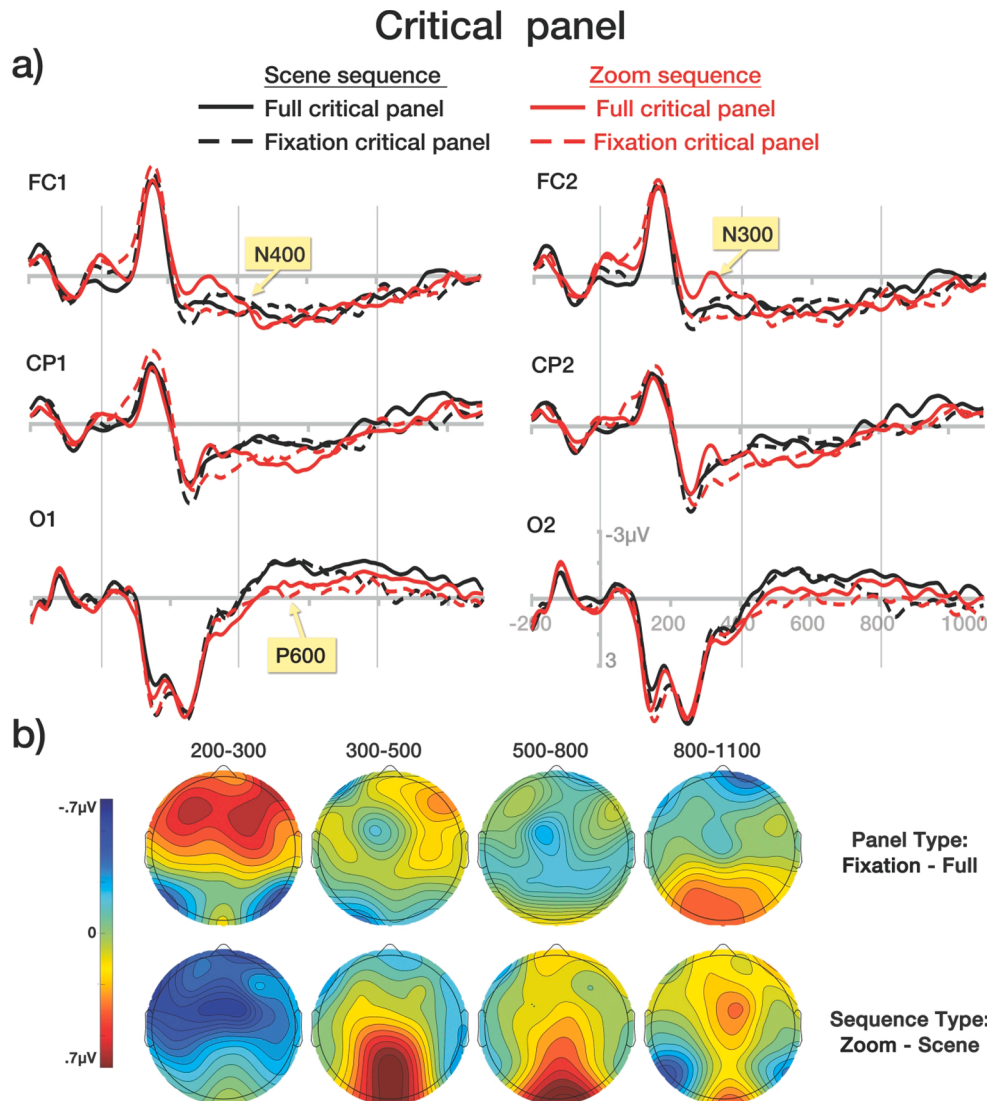 Critical panel
a)
Scene sequence
Zoom sequence
Full critical panel
Full critical panel
Fixation critical panel
Fixation critical panel
FC1
FC2
N400
N300
CP1
CP2
O1
O2
-3µV
-200
200
400
600
800
1000
P600
3
b)
200-300
300-500
500-800
800-1100
-.7µV
0
.7µV
Panel Type:
Fixation - Full
Sequence Type:
Zoom - Scene